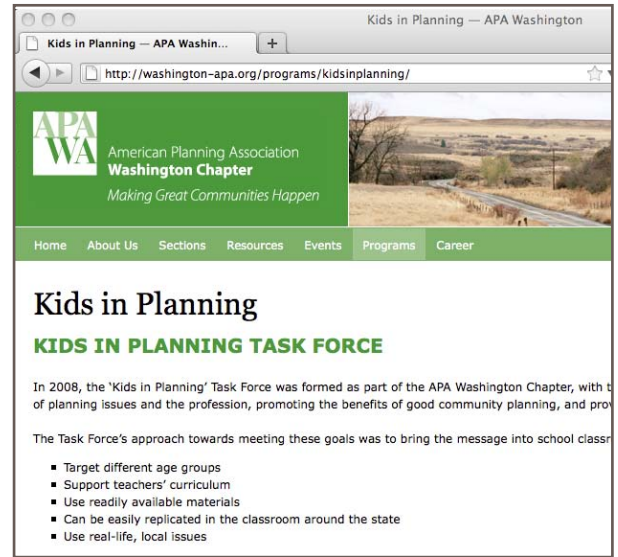 Kids in Planning — APA Washington
Kids in Planning — APA Washin...
http://washington-apa.org/programs/kidsinplanning/
APA
WA
American Planning Association
Washington Chapter
Making Great Communities Happen
Home About Us Sections Resources Events Programs Career
Kids in Planning
KIDS IN PLANNING TASK FORCE
In 2008, the ‘Kids in Planning’ Task Force was formed as part of the APA Washington Chapter, with
of planning issues and the profession, promoting the benefits of good community planning, and
The Task Force’s approach towards meeting these goals was to bring the message into school
Target different age groups
Support teachers’ curriculum
Use readily available materials
Can be easily replicated in the classroom around the state
Use real-life, local issues